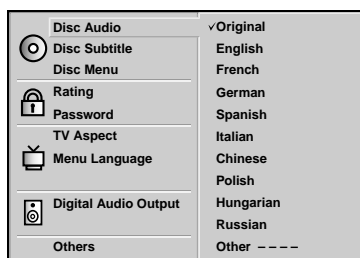 Disc Audio
Disc Subtitle
Disc Menu
Rating
Password
TV Aspect
Menu Language
Digital Audio Output
Others
✓Original
English
French
German
Spanish
Italian
Chinese
Polish
Hungarian
Russian
Other – – – –